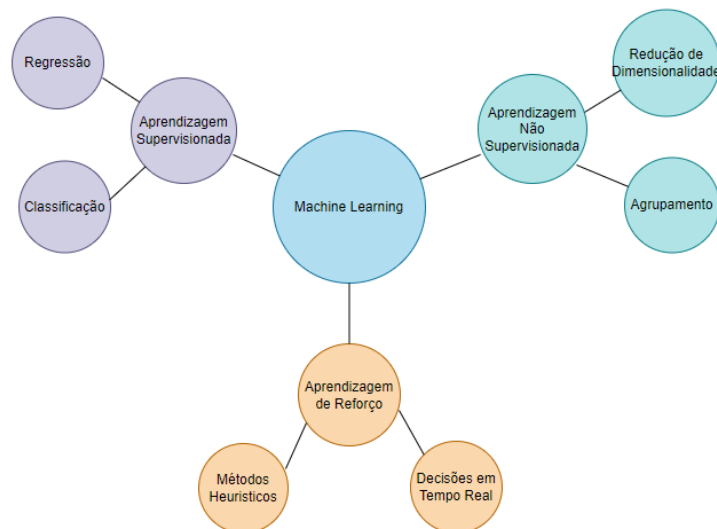 Regressão
Aprendizagem
Supervisionada
Classificação
Machine Learning
Redução de
Dimensionalidade
Aprendizagem
Não
Supervisionada
Agrupamento
Aprendizagem
de Reforço
Métodos
Heuristicos
Decisões em
Tempo Real